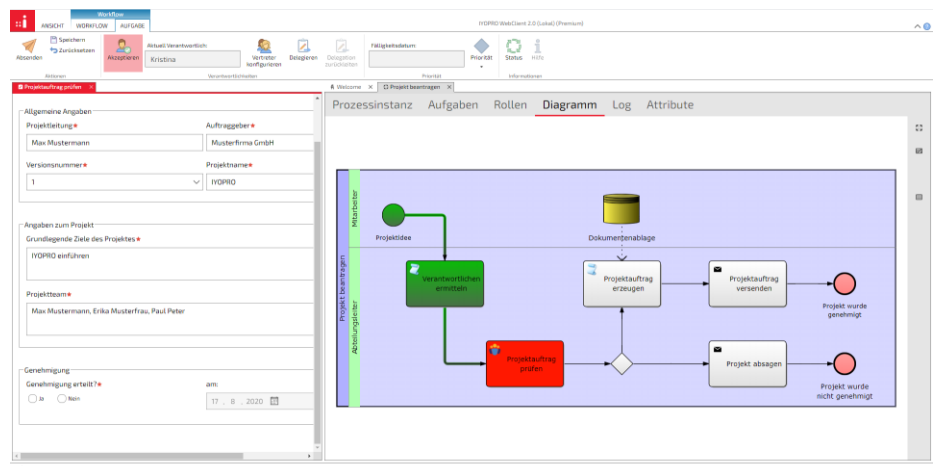 Workflow
IYOPRO WebClient 2.0 (Lokal) (Premium)
ANSICHT WORKFLOW AUFGABE
Absenden
Speichern
Zurücksetzen
Aktionen
Akzeptieren
Aktuell Verantwortlich:
Kristina
Vertreter
konfigurieren
Delegieren
Delegation
zurückziehen
Verantwortlichkeiten
Fälligkeitsdatum:
Priorität
Priorität
Status
Hilfe
Informationen
Projektauftrag prüfen X
Allgemeine Angaben
Projektleitung★ Auftraggeber★
Max Mustermann Musterfirma GmbH
Versionsnummer★ Projektname★
1 IYOPRO
Angaben zum Projekt
Grundlegende Ziele des Projektes★
IYOPRO einführen
Projektteam★
Max Mustermann, Erika Musterfrau, Paul Peter
Genehmigung
Genehmigung erteilt?★ am:
Ja Nein 17 . 8 . 2020
Welcome X Projekt beantragen X
Prozessinstanz Aufgaben Rollen Diagramm Log Attribute
Projekt beantragen
Mitarbeiter
Projektidee
Dokumentenablage
Abteilungsleiter
Verantwortlichen
ermitteln
Projektauftrag
erzeugen
Projektauftrag
versenden
Projekt wurde
genehmigt
Projektauftrag
prüfen
Projekt absagen
Projekt wurde
nicht genehmigt